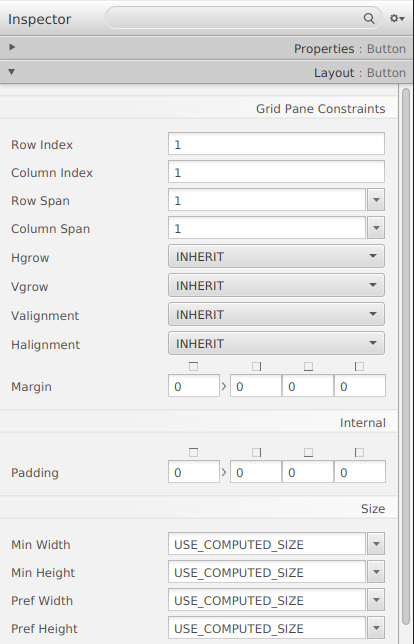 Inspector
Properties : Button
Layout : Button
Grid Pane Constraints
Row Index 1
Column Index 1
Row Span 1
Column Span 1
Hgrow INHERIT
Vgrow INHERIT
Valignment INHERIT
Halignment INHERIT
Margin 0 0 0 0
Internal
Padding 0 0 0 0
Size
Min Width USE_COMPUTED_SIZE
Min Height USE_COMPUTED_SIZE
Pref Width USE_COMPUTED_SIZE
Pref Height USE_COMPUTED_SIZE